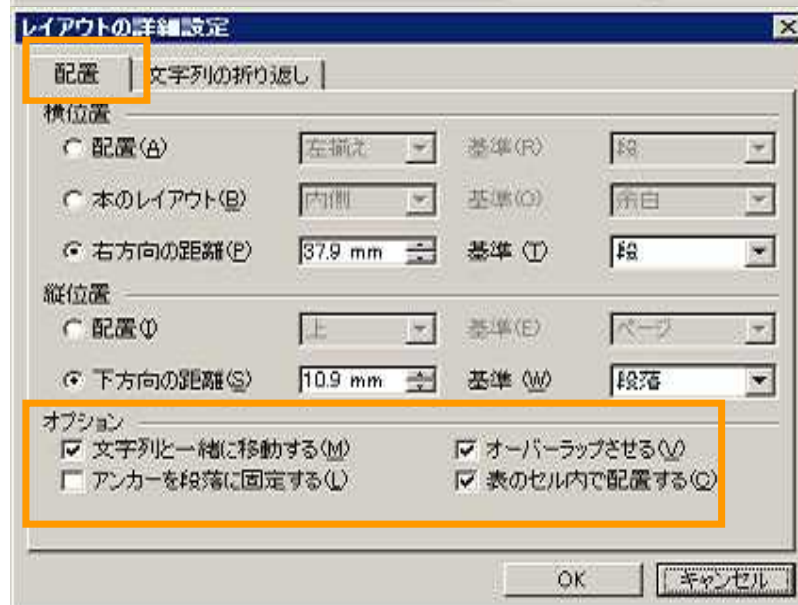 レイアウトの詳細設定
配置 文字列の折り返し
横位置
配置(A) 左揃え 基準(R) 段
本のレイアウト(B) 内側 基準(O) 余白
右方向の距離(P) 37.9 mm 基準 (T) 段
縦位置
配置(I) 上 基準(E) ページ
下方向の距離(S) 10.9 mm 基準 (W) 段落
オプション
文字列と一緒に移動する(M) オーバーラップさせる(V)
アンカーを段落に固定する(L) 表のセル内で配置する(C)
OK キャンセル